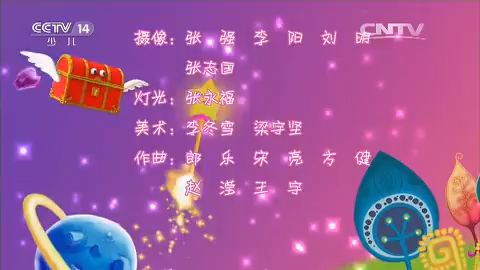 CCTV 14
少儿
CNTV
摄像：张 强 李 阳 刘 明
张志国
灯光：张永福
美术：李冬雪 梁宇坚
作曲：郎 乐 宋 亮 方 健
赵 滢 王 宇